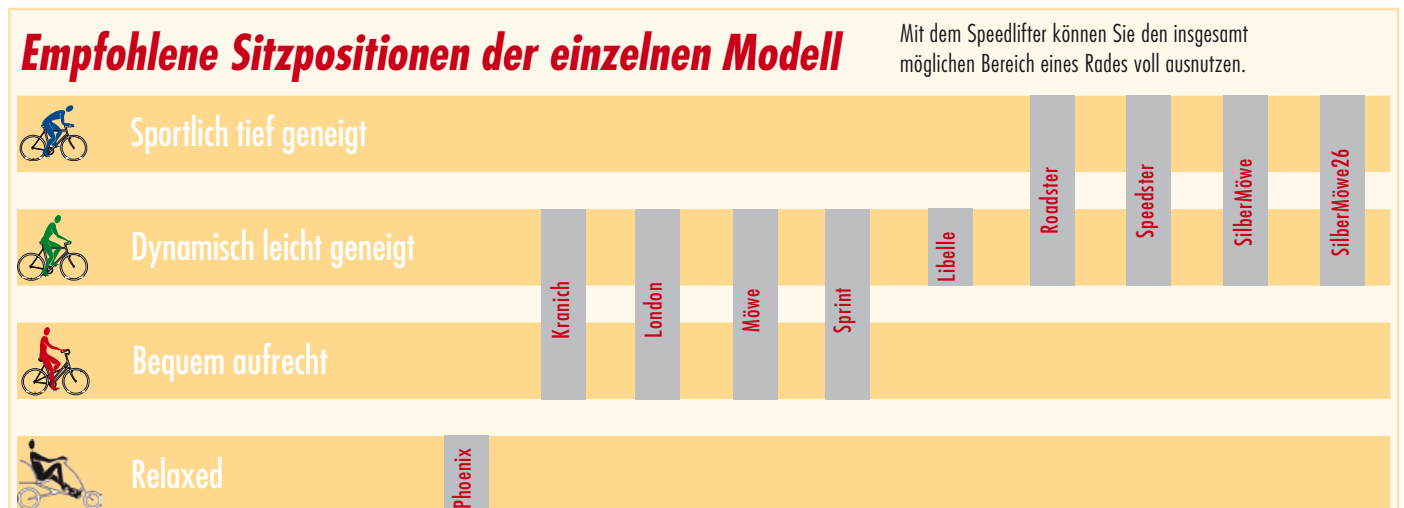 Empfohlene Sitzpositionen der einzelnen Modell
Mit dem Speedlifter können Sie den insgesamt
möglichen Bereich eines Rades voll ausnutzen.
Sportlich tief geneigt
Dynamisch leicht geneigt
Bequem aufrecht
Relaxed
Phoenix
Kranich
London
Möwe
Sprint
Libelle
Roadster
Speedster
SilberMöwe
SilberMöwe26